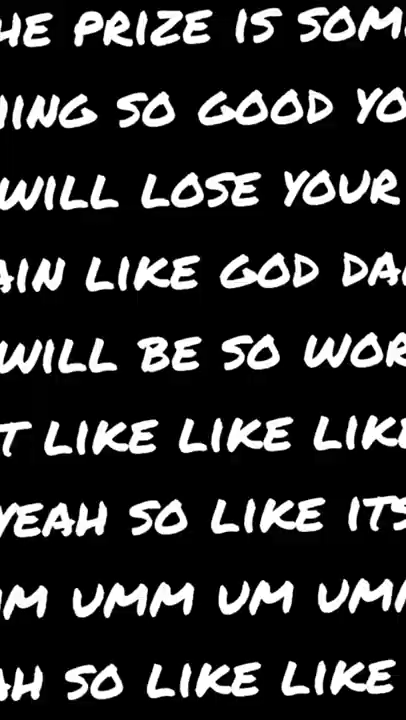 HE PRIZE IS SOM
HING SO GOOD YO
WILL LOSE YOUR
AIN LIKE GOD DA
WILL BE SO WOR
T LIKE LIKE LIKE
YEAH SO LIKE ITS
M UMM UM UM
AH SO LIKE LIKE